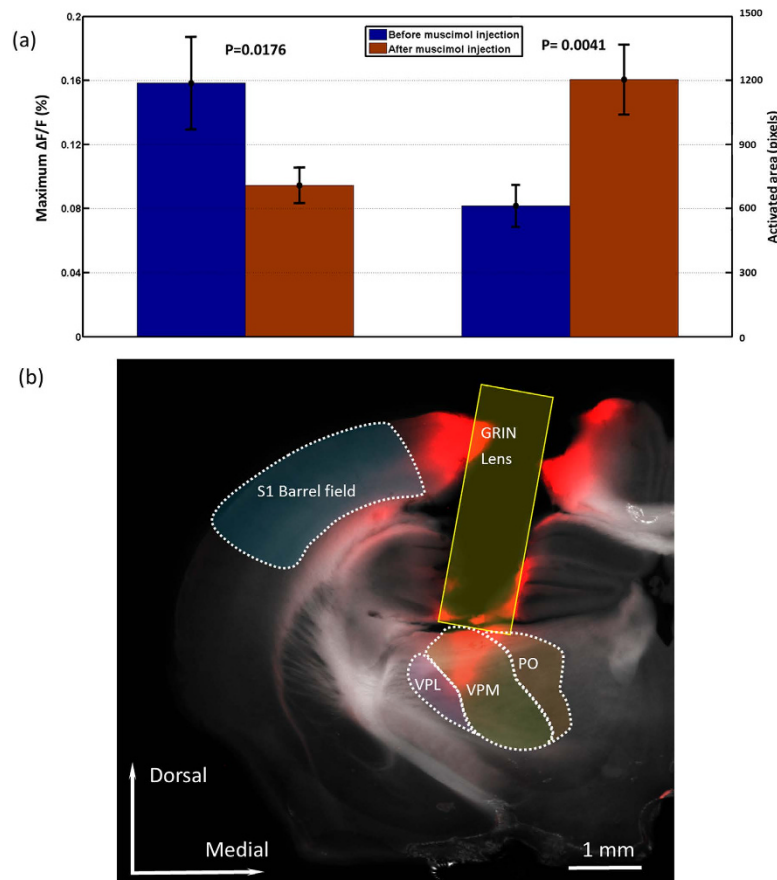 (a)
0.2
0.16
0.12
0.08
0.04
0
Maximum ΔF/F (%)
P=0.0176
Before muscimol injection
After muscimol injection
P= 0.0041
1500
1200
900
600
300
0
Activated area (pixels)
(b)
GRIN
Lens
S1 Barrel field
VPL
VPM
PO
Dorsal
Medial
1 mm